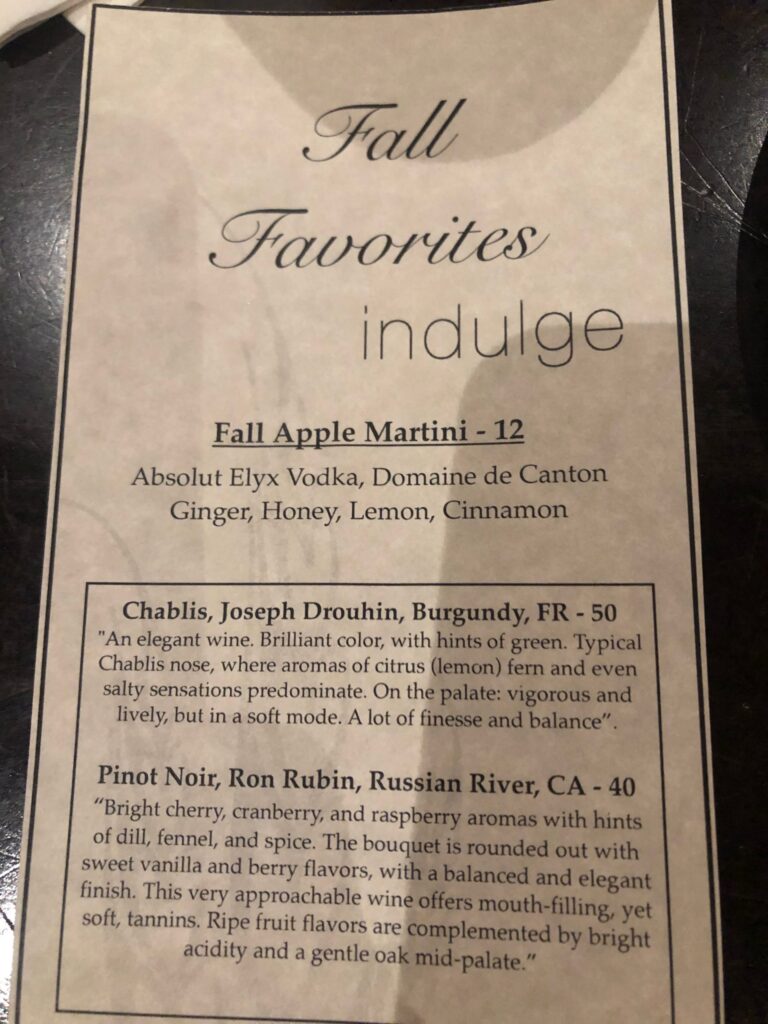 Fall
Favorites
indulge
Fall Apple Martini - 12
Absolut Elyx Vodka, Domaine de Canton
Ginger, Honey, Lemon, Cinnamon
Chablis, Joseph Drouhin, Burgundy, FR - 50
"An elegant wine. Brilliant color, with hints of green. Typical
Chablis nose, where aromas of citrus (lemon) fern and even
salty sensations predominate. On the palate: vigorous and
lively, but in a soft mode. A lot of finesse and balance”.
Pinot Noir, Ron Rubin, Russian River, CA - 40
“Bright cherry, cranberry, and raspberry aromas with hints
of dill, fennel, and spice. The bouquet is rounded out with
sweet vanilla and berry flavors, with a balanced and elegant
finish. This very approachable wine offers mouth-filling, yet
soft, tannins. Ripe fruit flavors are complemented by bright
acidity and a gentle oak mid-palate.”